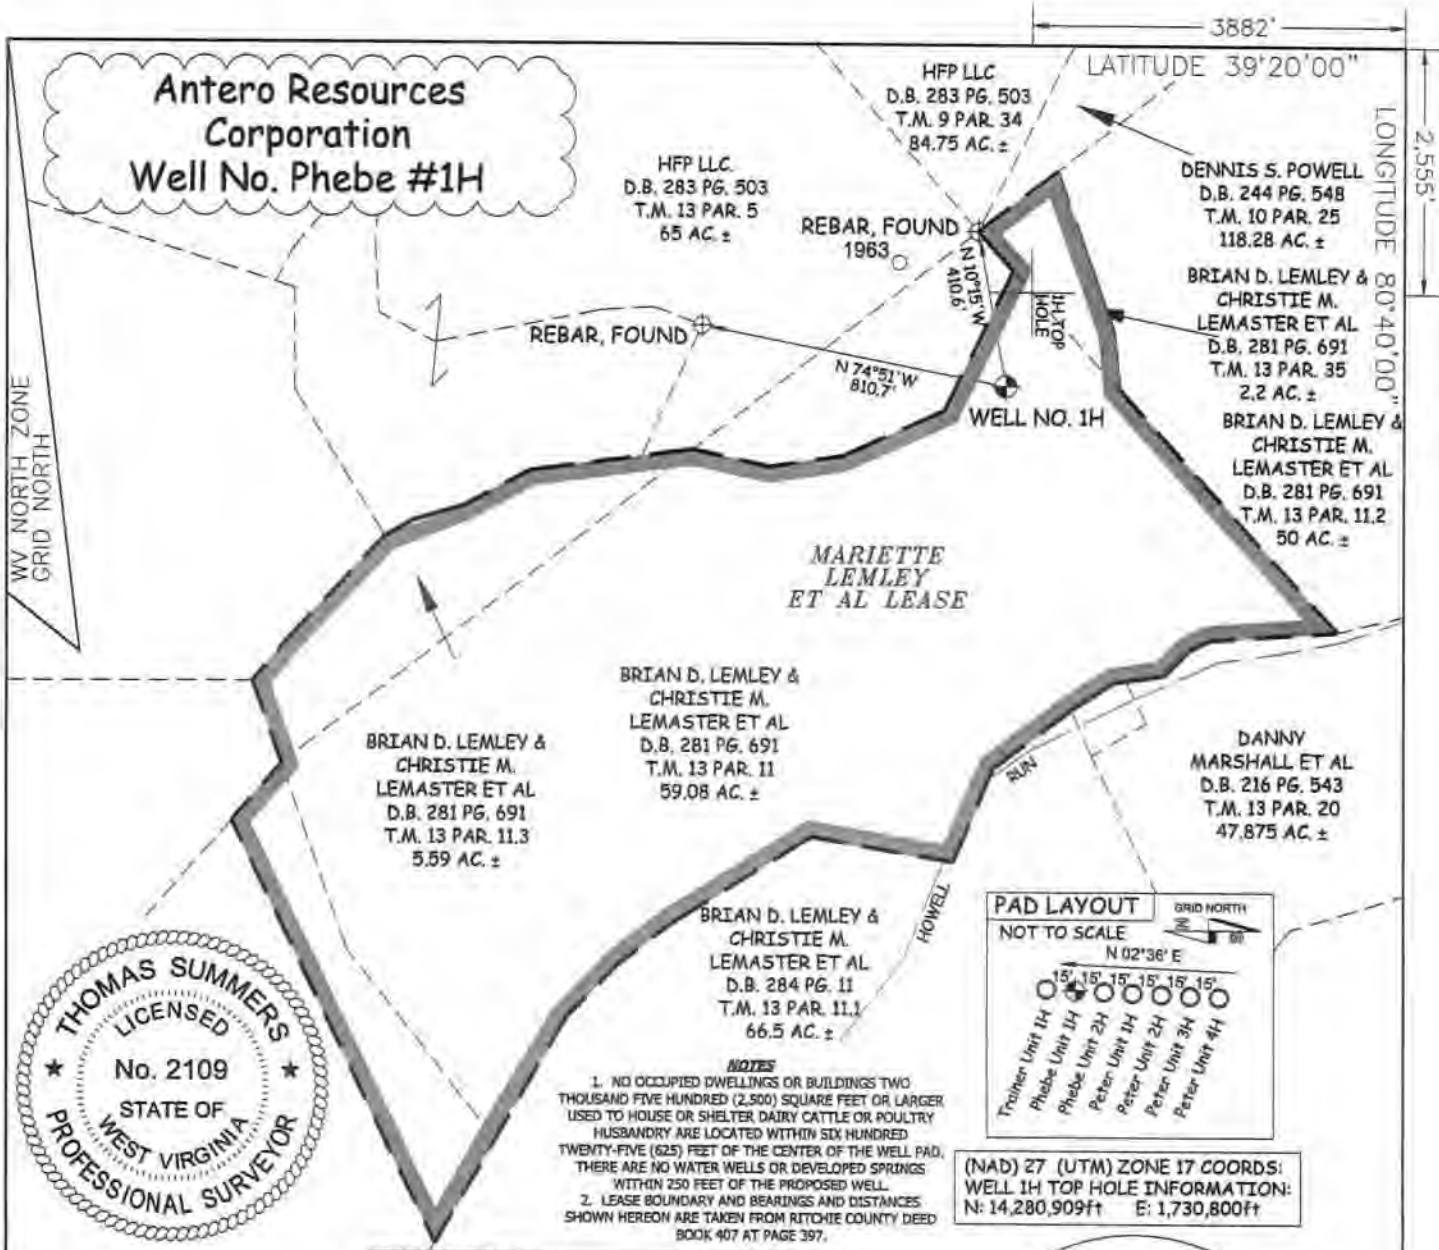 3882'
LATITUDE 39°20'00"
2,555'
LONGITUDE 80°40'00"
Antero Resources
Corporation
Well No. Phebe #1H
HFP LLC
D.B. 283 PG. 503
T.M. 9 PAR. 34
84.75 AC. ±
HFP LLC.
D.B. 283 PG. 503
T.M. 13 PAR. 5
65 AC. ±
DENNIS S. POWELL
D.B. 244 PG. 548
T.M. 10 PAR. 25
118.28 AC. ±
REBAR, FOUND
1963
N 10°15' W
410.6'
1H TOP
HOLE
BRIAN D. LEMLEY &
CHRISTIE M.
LEMASTER ET AL
D.B. 281 PG. 691
T.M. 13 PAR. 35
2.2 AC. ±
REBAR, FOUND
N 74°51' W
810.7'
WELL NO. 1H
WV NORTH ZONE
GRID NORTH
BRIAN D. LEMLEY &
CHRISTIE M.
LEMASTER ET AL
D.B. 281 PG. 691
T.M. 13 PAR. 11.2
50 AC. ±
MARIETTE
LEMLEY
ET AL LEASE
BRIAN D. LEMLEY &
CHRISTIE M.
LEMASTER ET AL
D.B. 281 PG. 691
T.M. 13 PAR. 11
59.08 AC. ±
BRIAN D. LEMLEY &
CHRISTIE M.
LEMASTER ET AL
D.B. 281 PG. 691
T.M. 13 PAR. 11.3
5.59 AC. ±
DANNY
MARSHALL ET AL
D.B. 216 PG. 543
T.M. 13 PAR. 20
47.875 AC. ±
RUN
HOWELL
BRIAN D. LEMLEY &
CHRISTIE M.
LEMASTER ET AL
D.B. 284 PG. 11
T.M. 13 PAR. 11.1
66.5 AC. ±
THOMAS SUMMERS
LICENSED
No. 2109
STATE OF
WEST VIRGINIA
PROFESSIONAL SURVEYOR
PAD LAYOUT
GRID NORTH
NOT TO SCALE
N 02°36' E
15' 15' 15' 15' 15' 15'
Trainer Unit 1H
Phebe Unit 1H
Phebe Unit 2H
Peter Unit 1H
Peter Unit 2H
Peter Unit 3H
Peter Unit 4H
NOTES
1. NO OCCUPIED DWELLINGS OR BUILDINGS TWO
THOUSAND FIVE HUNDRED (2,500) SQUARE FEET OR LARGER
USED TO HOUSE OR SHELTER DAIRY CATTLE OR POULTRY
HUSBANDRY ARE LOCATED WITHIN SIX HUNDRED
TWENTY-FIVE (625) FEET OF THE CENTER OF THE WELL PAD.
THERE ARE NO WATER WELLS OR DEVELOPED SPRINGS
WITHIN 250 FEET OF THE PROPOSED WELL.
2. LEASE BOUNDARY AND BEARINGS AND DISTANCES
SHOWN HEREON ARE TAKEN FROM RITCHIE COUNTY DEED
BOOK 407 AT PAGE 397.
(NAD) 27 (UTM) ZONE 17 COORDS:
WELL 1H TOP HOLE INFORMATION:
N: 14,280,909ft E: 1,730,800ft